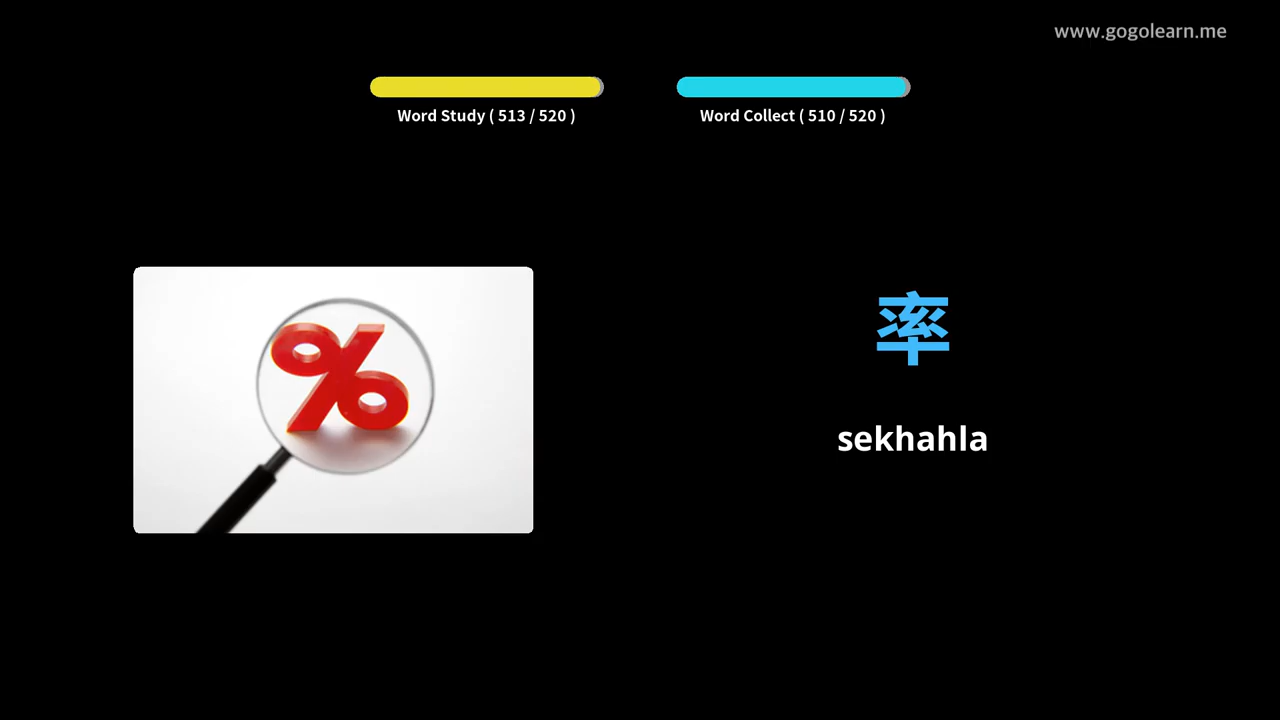 www.gogolearn.me
Word Study ( 513 / 520 )
Word Collect ( 510 / 520 )
%
率
sekhahla